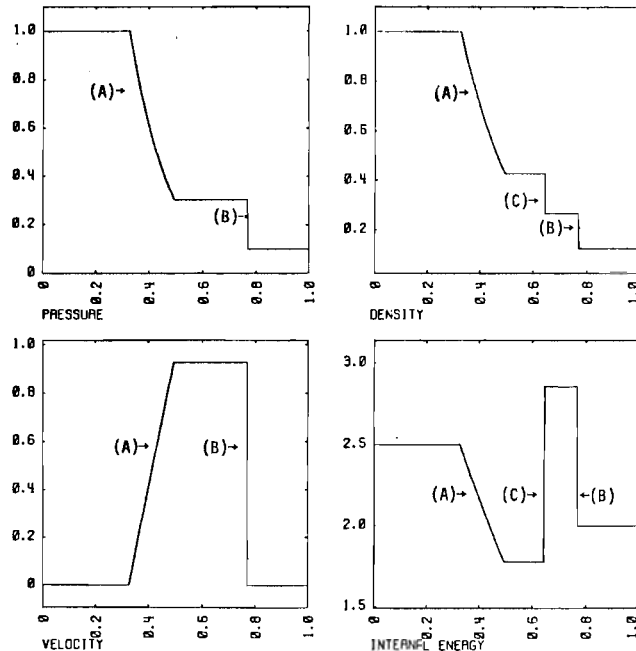 1.0
0.8
0.6
0.4
0.2
0
(A)→
(B)→
0 0.2 0.4 0.6 0.8 1.0
PRESSURE
1.0
0.8
0.6
0.4
0.2
(A)→
(C)→
(B)→
0 0.2 0.4 0.6 0.8 1.0
DENSITY
0.8
0.6
0.4
0.2
0
(A)→
(B)→
0 0.2 0.4 0.6 0.8 1.0
VELOCITY
3.0
2.5
2.0
1.5
(A)→
(C)→
←(B)
0 0.2 0.4 0.6 0.8 1.0
INTERNAL ENERGY